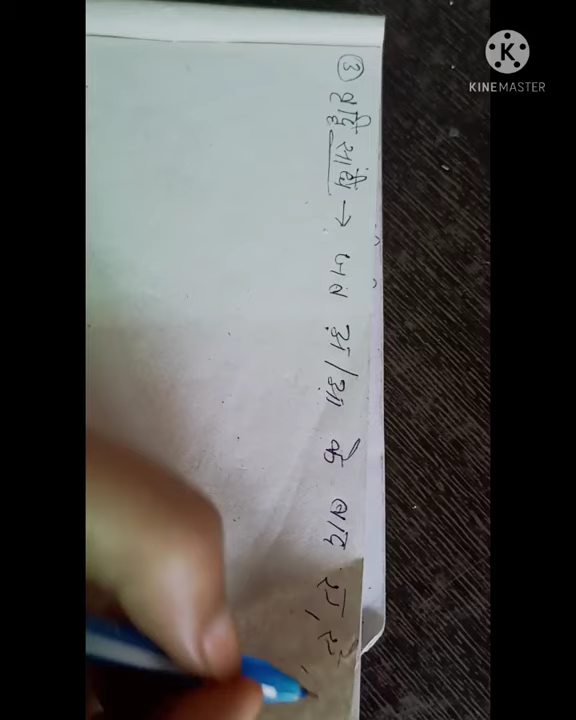 ③ वृद्धि संधि → जब अ/आ के बाद ए, ऐ
K
KINEMASTER